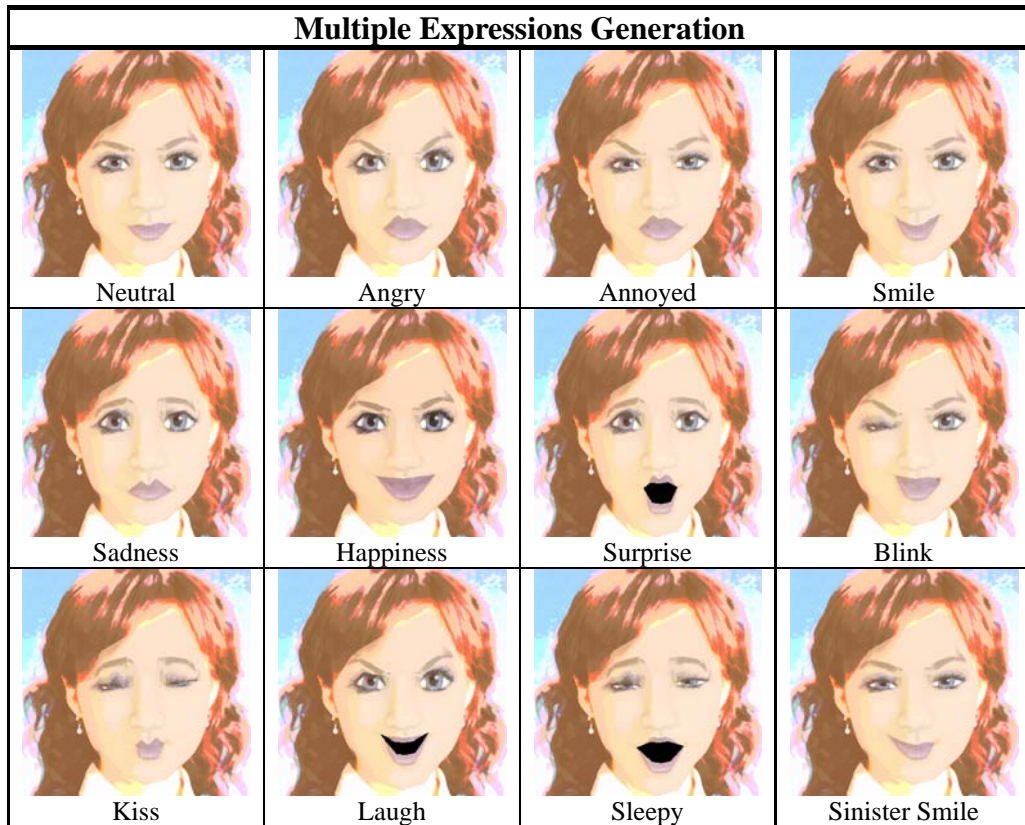 Multiple Expressions Generation
Neutral Angry Annoyed Smile
Sadness Happiness Surprise Blink
Kiss Laugh Sleepy Sinister Smile